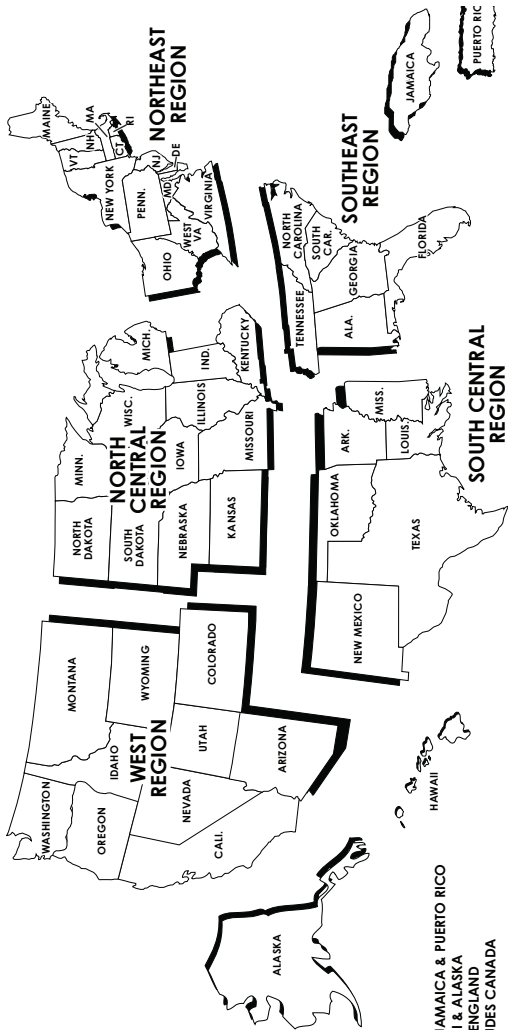 WASHINGTON
OREGON
CALI.
NEVADA
IDAHO
MONTANA
WYOMING
UTAH
COLORADO
ARIZONA
WEST
REGION
ALASKA
HAWAII
NORTH
DAKOTA
SOUTH
DAKOTA
NEBRASKA
KANSAS
MINN.
IOWA
MISSOURI
WISC.
ILLINOIS
MICH.
IND.
KENTUCKY
NORTH
CENTRAL
REGION
NEW MEXICO
TEXAS
OKLAHOMA
ARK.
LOUIS.
MISS.
SOUTH CENTRAL
REGION
TENNESSEE
NORTH
CAROLINA
SOUTH
CAR.
GEORGIA
ALA.
FLORIDA
SOUTHEAST
REGION
JAMAICA
PUERTO RIC
OHIO
WEST
VA
VIRGINIA
PENN.
MD
DE
NJ
NEW YORK
CT
RI
MA
NH
VT
MAINE
NORTHEAST
REGION
JAMAICA & PUERTO RICO
I & ALASKA
ENGLAND
DES CANADA